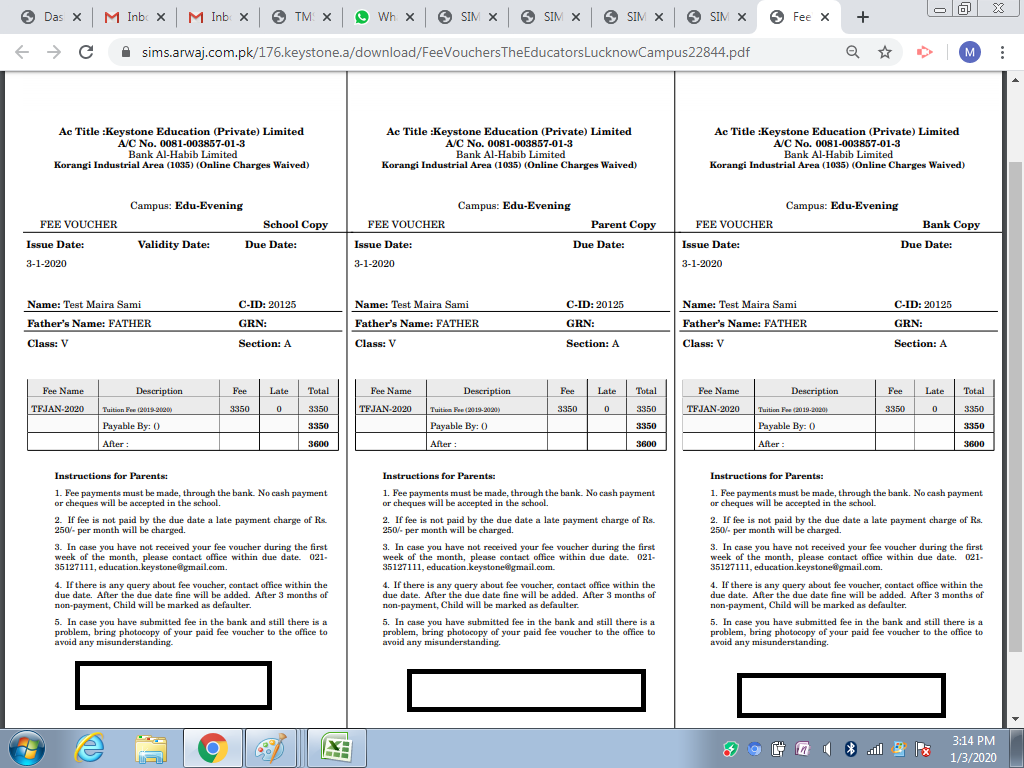 Das
Inb
Inb
TM
Wh
SIM
SIM
SIM
SIM
Fee
sims.arwaj.com.pk/176.keystone.a/download/FeeVouchersTheEducatorsLucknowCampus22844.pdf
M
Ac Title :Keystone Education (Private) Limited
A/C No. 0081-003857-01-3
Bank Al-Habib Limited
Korangi Industrial Area (1035) (Online Charges Waived)
Campus: Edu-Evening
FEE VOUCHER School Copy
Issue Date: Validity Date: Due Date:
3-1-2020
Name: Test Maira Sami C-ID: 20125
Father's Name: FATHER GRN:
Class: V Section: A
Fee Name Description Fee Late Total
TFJAN-2020 Tuition Fee (2019-2020) 3350 0 3350
Payable By: () 3350
After : 3600
Instructions for Parents:
1. Fee payments must be made, through the bank. No cash payment
or cheques will be accepted in the school.
2. If fee is not paid by the due date a late payment charge of Rs.
250/- per month will be charged.
3. In case you have not received your fee voucher during the first
week of the month, please contact office within due date. 021-
35127111, education.keystone@gmail.com.
4. If there is any query about fee voucher, contact office within the
due date. After the due date fine will be added. After 3 months of
non-payment, Child will be marked as defaulter.
5. In case you have submitted fee in the bank and still there is a
problem, bring photocopy of your paid fee voucher to the office to
avoid any misunderstanding.
Ac Title :Keystone Education (Private) Limited
A/C No. 0081-003857-01-3
Bank Al-Habib Limited
Korangi Industrial Area (1035) (Online Charges Waived)
Campus: Edu-Evening
FEE VOUCHER Parent Copy
Issue Date: Due Date:
3-1-2020
Name: Test Maira Sami C-ID: 20125
Father's Name: FATHER GRN:
Class: V Section: A
Fee Name Description Fee Late Total
TFJAN-2020 Tuition Fee (2019-2020) 3350 0 3350
Payable By: () 3350
After : 3600
Instructions for Parents:
1. Fee payments must be made, through the bank. No cash payment
or cheques will be accepted in the school.
2. If fee is not paid by the due date a late payment charge of Rs.
250/- per month will be charged.
3. In case you have not received your fee voucher during the first
week of the month, please contact office within due date. 021-
35127111, education.keystone@gmail.com.
4. If there is any query about fee voucher, contact office within the
due date. After the due date fine will be added. After 3 months of
non-payment, Child will be marked as defaulter.
5. In case you have submitted fee in the bank and still there is a
problem, bring photocopy of your paid fee voucher to the office to
avoid any misunderstanding.
Ac Title :Keystone Education (Private) Limited
A/C No. 0081-003857-01-3
Bank Al-Habib Limited
Korangi Industrial Area (1035) (Online Charges Waived)
Campus: Edu-Evening
FEE VOUCHER Bank Copy
Issue Date: Due Date:
3-1-2020
Name: Test Maira Sami C-ID: 20125
Father's Name: FATHER GRN:
Class: V Section: A
Fee Name Description Fee Late Total
TFJAN-2020 Tuition Fee (2019-2020) 3350 0 3350
Payable By: () 3350
After : 3600
Instructions for Parents:
1. Fee payments must be made, through the bank. No cash payment
or cheques will be accepted in the school.
2. If fee is not paid by the due date a late payment charge of Rs.
250/- per month will be charged.
3. In case you have not received your fee voucher during the first
week of the month, please contact office within due date. 021-
35127111, education.keystone@gmail.com.
4. If there is any query about fee voucher, contact office within the
due date. After the due date fine will be added. After 3 months of
non-payment, Child will be marked as defaulter.
5. In case you have submitted fee in the bank and still there is a
problem, bring photocopy of your paid fee voucher to the office to
avoid any misunderstanding.
3:14 PM
1/3/2020